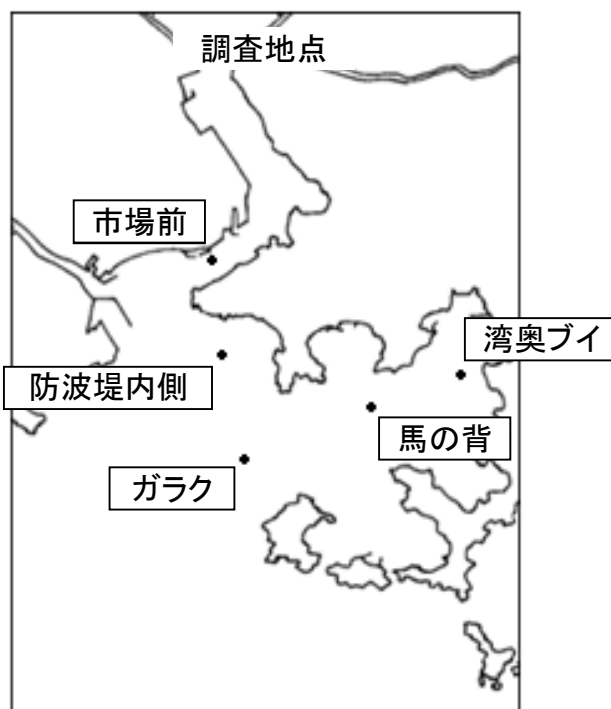 調査地点
市場前
湾奥ブイ
防波堤内側
馬の背
ガラク